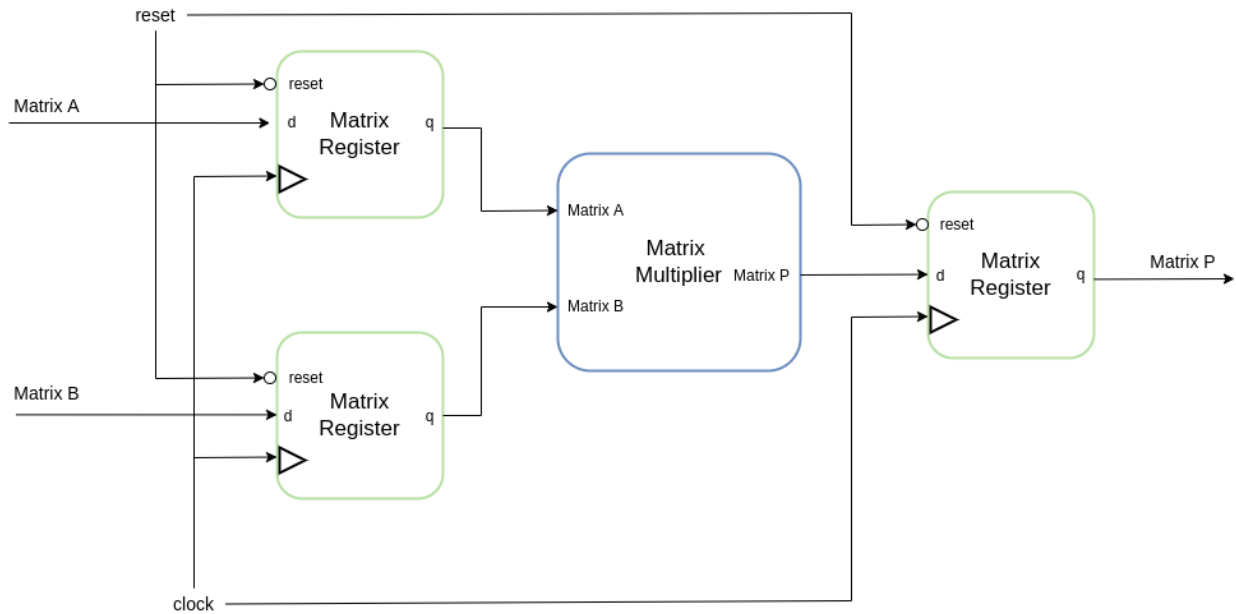 reset
Matrix A
reset
d
Matrix
Register
q
Matrix B
reset
d
Matrix
Register
q
clock
Matrix A
Matrix
Multiplier
Matrix P
Matrix B
reset
d
Matrix
Register
q
Matrix P